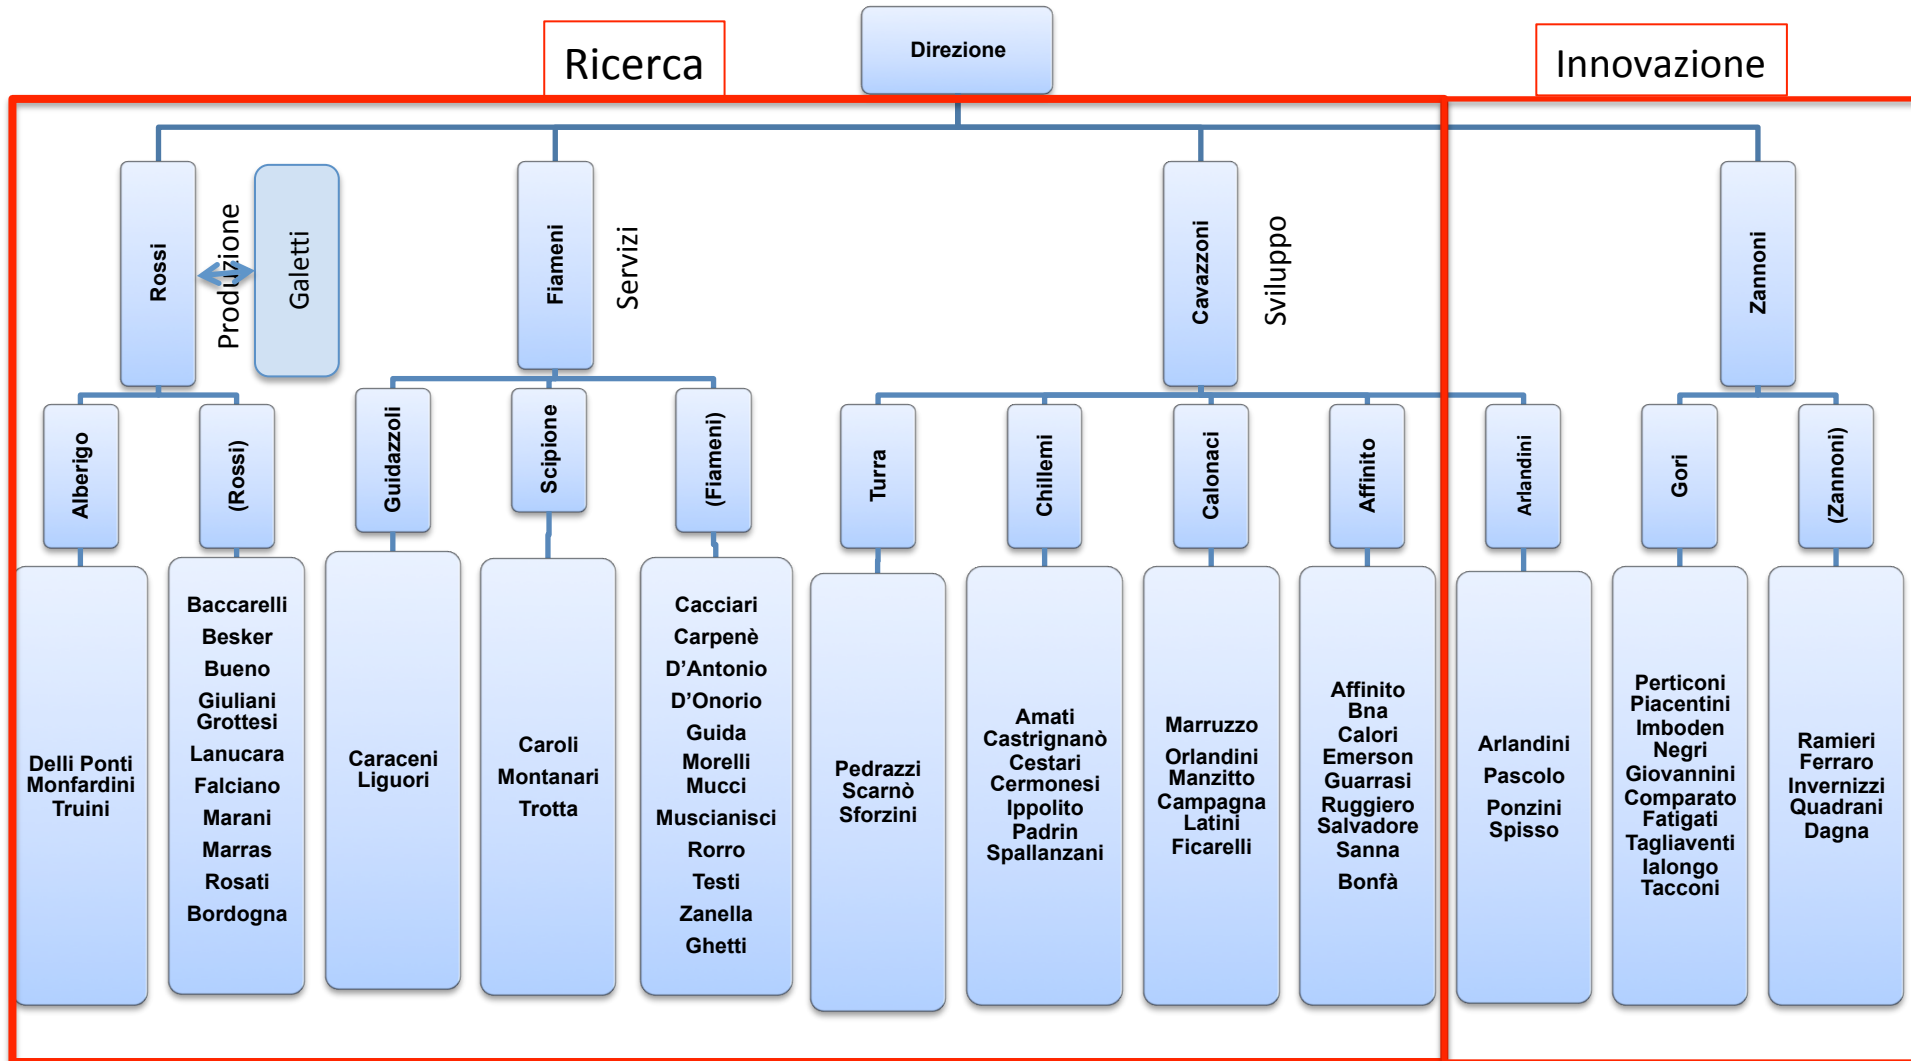 Ricerca
Direzione
Innovazione
Rossi
Produzione
Galetti
Fiameni
Servizi
Cavazzoni
Sviluppo
Zannoni
Alberigo
(Rossi)
Guidazzoli
Scipione
(Fiameni)
Turra
Chillemi
Calonaci
Affinito
Arlandini
Gori
(Zannoni)
Delli Ponti
Monfardini
Truini
Baccarelli
Besker
Bueno
Giuliani
Grottesi
Lanucara
Falciano
Marani
Marras
Rosati
Bordogna
Caraceni
Liguori
Caroli
Montanari
Trotta
Cacciari
Carpenè
D’Antonio
D’Onorio
Guida
Morelli
Mucci
Muscianisci
Rorro
Testi
Zanella
Ghetti
Pedrazzi
Scarnò
Sforzini
Amati
Castrignanò
Cestari
Cermonesi
Ippolito
Padrin
Spallanzani
Marruzzo
Orlandini
Manzitto
Campagna
Latini
Ficarelli
Affinito
Bna
Calori
Emerson
Guarrasi
Ruggiero
Salvadore
Sanna
Bonfà
Arlandini
Pascolo
Ponzini
Spisso
Perticoni
Piacentini
Imboden
Negri
Giovannini
Comparato
Fatigati
Tagliaventi
Ialongo
Tacconi
Ramieri
Ferraro
Invernizzi
Quadrani
Dagna